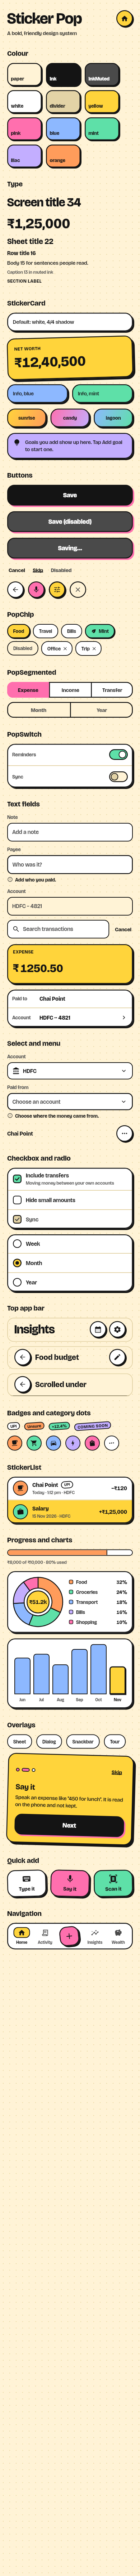 Sticker Pop
A bold, friendly design system
Colour
paper
Ink
InkMuted
white
divider
yellow
pink
blue
mint
lilac
orange
Type
Screen title 34
₹1,25,000
Sheet title 22
Row title 16
Body 15 for sentences people read.
Caption 13 in muted ink
SECTION LABEL
StickerCard
Default: white, 4/4 shadow
NET WORTH
₹12,40,500
Info, blue
Info, mint
sunrise
candy
lagoon
Goals you add show up here. Tap Add goal
to start one.
Buttons
Save
Save (disabled)
Saving...
Cancel
Skip
Disabled
PopChip
Food
Travel
Bills
Mint
Disabled
Office
Trip
PopSegmented
Expense
Income
Transfer
Month
Year
PopSwitch
Reminders
Sync
Text fields
Note
Add a note
Payee
Who was it?
Add who you paid.
Account
HDFC - 4821
Search transactions
Cancel
EXPENSE
₹ 1250.50
Paid to
Chai Point
Account
HDFC - 4821
Select and menu
Account
HDFC
Paid from
Choose an account
Choose where the money came from.
Chai Point
Checkbox and radio
Include transfers
Moving money between your own accounts
Hide small amounts
Sync
Week
Month
Year
Top app bar
Insights
Food budget
Scrolled under
Badges and category dots
UPI
COMING SOON
StickerList
Chai Point UPI
Today · 1:12 pm · HDFC
-₹120
Salary
15 Nov 2026 · HDFC
+₹1,25,000
Progress and charts
₹8,000 of ₹10,000 · 80% used
₹51.2k
Food 32%
Groceries 24%
Transport 18%
Bills 16%
Shopping 10%
Jun
Jul
Aug
Sep
Oct
Nov
Overlays
Sheet
Dialog
Snackbar
Tour
Skip
Say it
Speak an expense like "450 for lunch". It is read
on the phone and not kept.
Next
Quick add
Type it
Say it
Scan it
Navigation
Home
Activity
Insights
Wealth